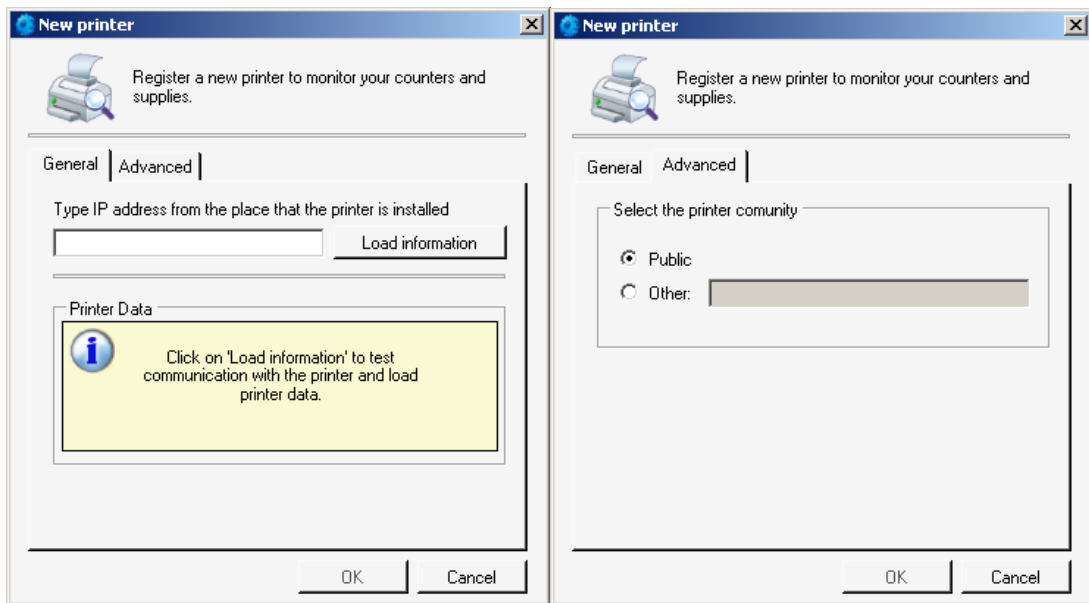 New printer
Register a new printer to monitor your counters and
supplies.
General
Advanced
Type IP address from the place that the printer is installed
Load information
Printer Data
Click on 'Load information' to test
communication with the printer and load
printer data.
OK
Cancel
New printer
Register a new printer to monitor your counters and
supplies.
General
Advanced
Select the printer comunity
Public
Other:
OK
Cancel